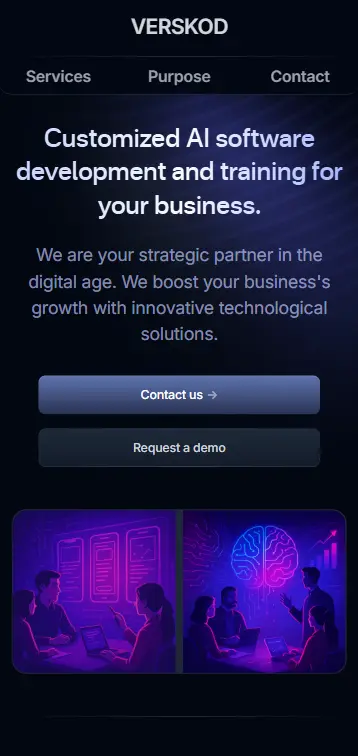 VERSKOD
Services Purpose Contact
Customized AI software
development and training for
your business.
We are your strategic partner in the
digital age. We boost your business's
growth with innovative technological
solutions.
Contact us →
Request a demo